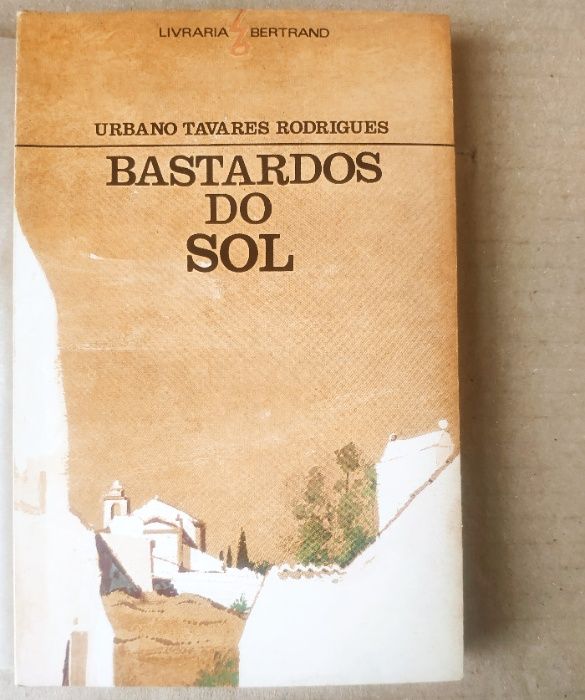 LIVRARIA BERTRAND
URBANO TAVARES RODRIGUES
BASTARDOS
DO
SOL